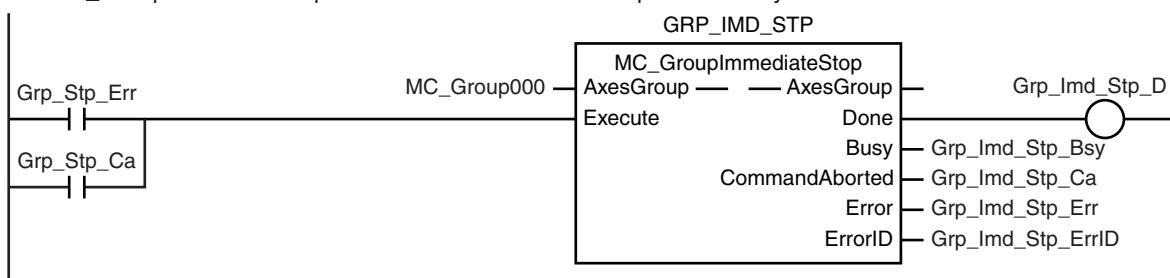 GRP_IMD_STP
MC_GroupImmediateStop
MC_Group000 AxesGroup AxesGroup
Grp_Stp_Err
Grp_Imd_Stp_D
Execute Done
Grp_Stp_Ca
Busy Grp_Imd_Stp_Bsy
CommandAborted Grp_Imd_Stp_Ca
Error Grp_Imd_Stp_Err
ErrorID Grp_Imd_Stp_ErrID